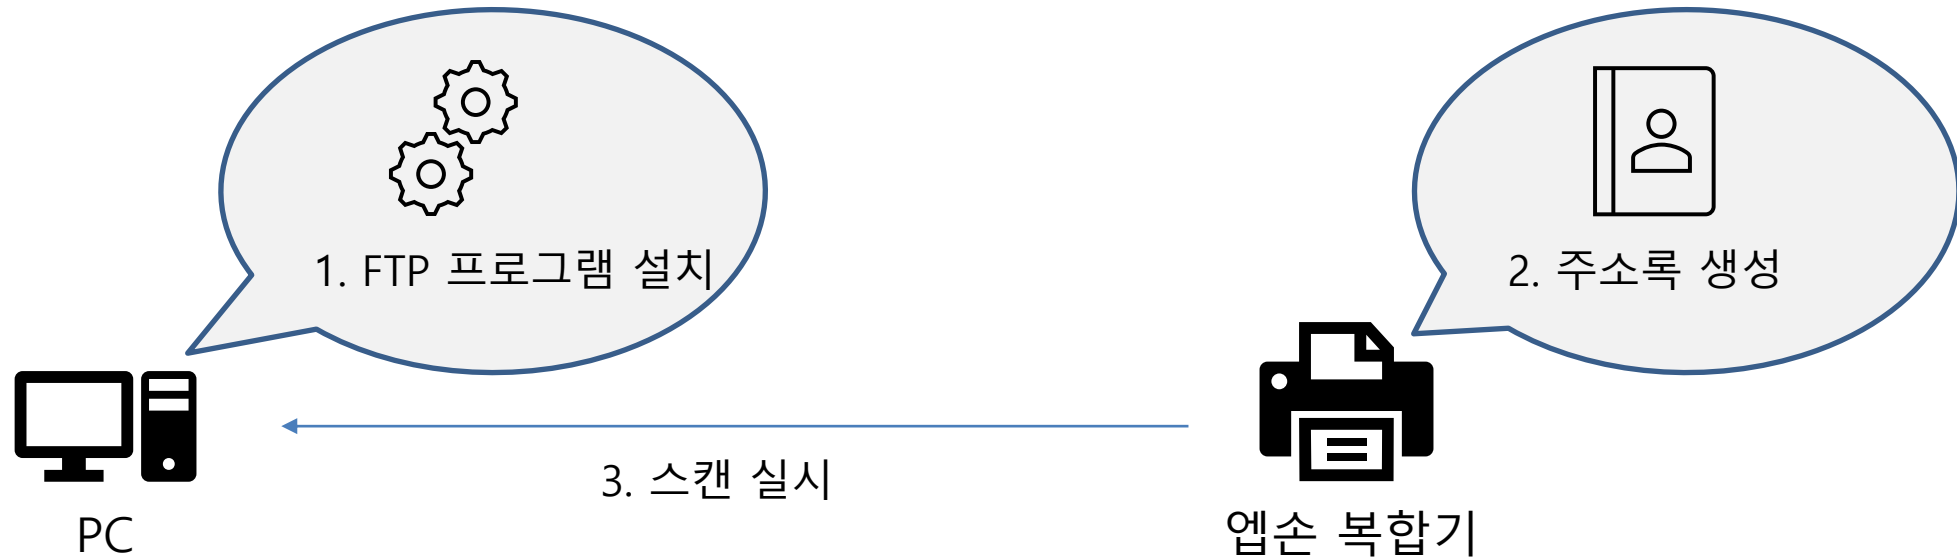 1. FTP 프로그램 설치
2. 주소록 생성
3. 스캔 실시
PC
엡손 복합기